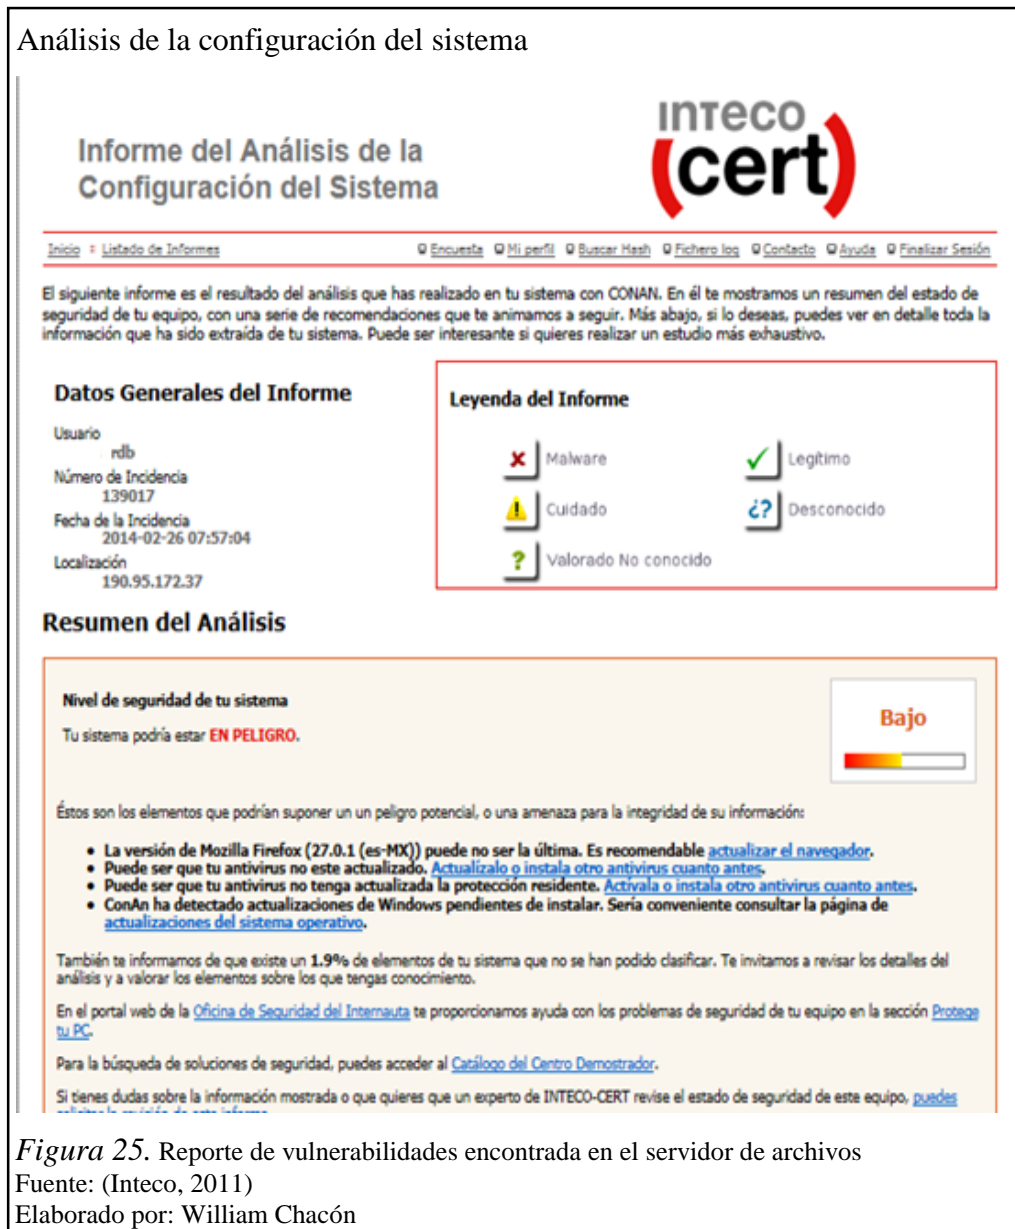 Análisis de la configuración del sistema
Informe del Análisis de la
Configuración del Sistema
INTeco
(cert)
Inicio Listado de Informes Encuesta Mi perfil Buscar Hash Fichero log Contacto Ayuda Finalizar Sesión
El siguiente informe es el resultado del análisis que has realizado en tu sistema con CONAN. En él te mostramos un resumen del estado de
seguridad de tu equipo, con una serie de recomendaciones que te animamos a seguir. Más abajo, si lo deseas, puedes ver en detalle toda la
información que ha sido extraída de tu sistema. Puede ser interesante si quieres realizar un estudio más exhaustivo.
Datos Generales del Informe
Usuario
rdb
Número de Incidencia
139017
Fecha de la Incidencia
2014-02-26 07:57:04
Localización
190.95.172.37
Leyenda del Informe
Malware
Legítimo
Cuidado
¿? Desconocido
? Valorado No conocido
Resumen del Análisis
Nivel de seguridad de tu sistema
Tu sistema podría estar EN PELIGRO.
Bajo
Éstos son los elementos que podrían suponer un un peligro potencial, o una amenaza para la integridad de su información:
• La versión de Mozilla Firefox (27.0.1 (es-MX)) puede no ser la última. Es recomendable actualizar el navegador.
• Puede ser que tu antivirus no este actualizado. Actualízalo o instala otro antivirus cuanto antes.
• Puede ser que tu antivirus no tenga actualizada la protección residente. Actívala o instala otro antivirus cuanto antes.
• ConAn ha detectado actualizaciones de Windows pendientes de instalar. Sería conveniente consultar la página de
actualizaciones del sistema operativo.
También te informamos de que existe un 1.9% de elementos de tu sistema que no se han podido clasificar. Te invitamos a revisar los detalles del
análisis y a valorar los elementos sobre los que tengas conocimiento.
En el portal web de la Oficina de Seguridad del Internauta te proporcionamos ayuda con los problemas de seguridad de tu equipo en la sección Protege
tu PC.
Para la búsqueda de soluciones de seguridad, puedes acceder al Catálogo del Centro Demostrador.
Si tienes dudas sobre la información mostrada o que quieres que un experto de INTECO-CERT revise el estado de seguridad de este equipo, puedes
Figura 25. Reporte de vulnerabilidades encontrada en el servidor de archivos
Fuente: (Inteco, 2011)
Elaborado por: William Chacón